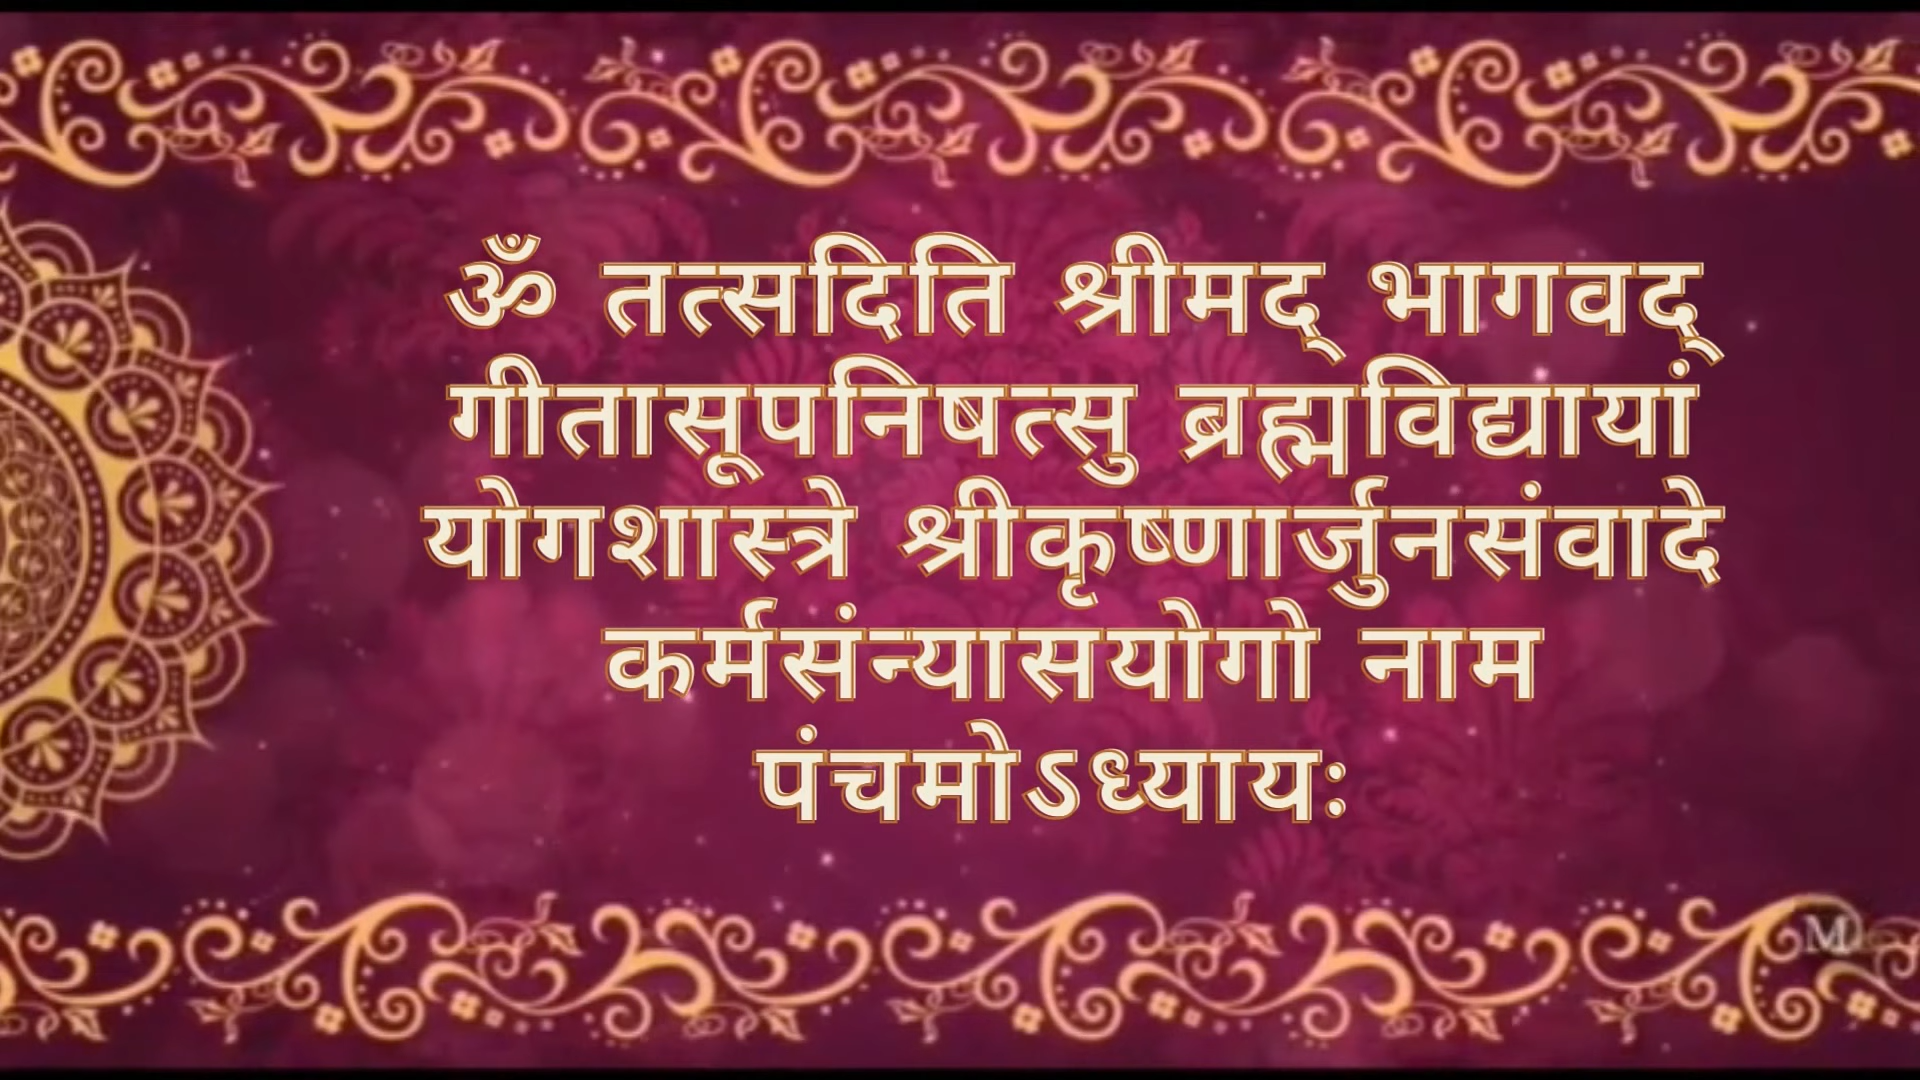 ॐ तत्सदिति श्रीमद् भागवद्
गीतासूपनिषत्सु ब्रह्मविद्यायां
योगशास्त्रे श्रीकृष्णार्जुनसंवादे
कर्मसंन्यासयोगो नाम
पंचमोऽध्यायः
M